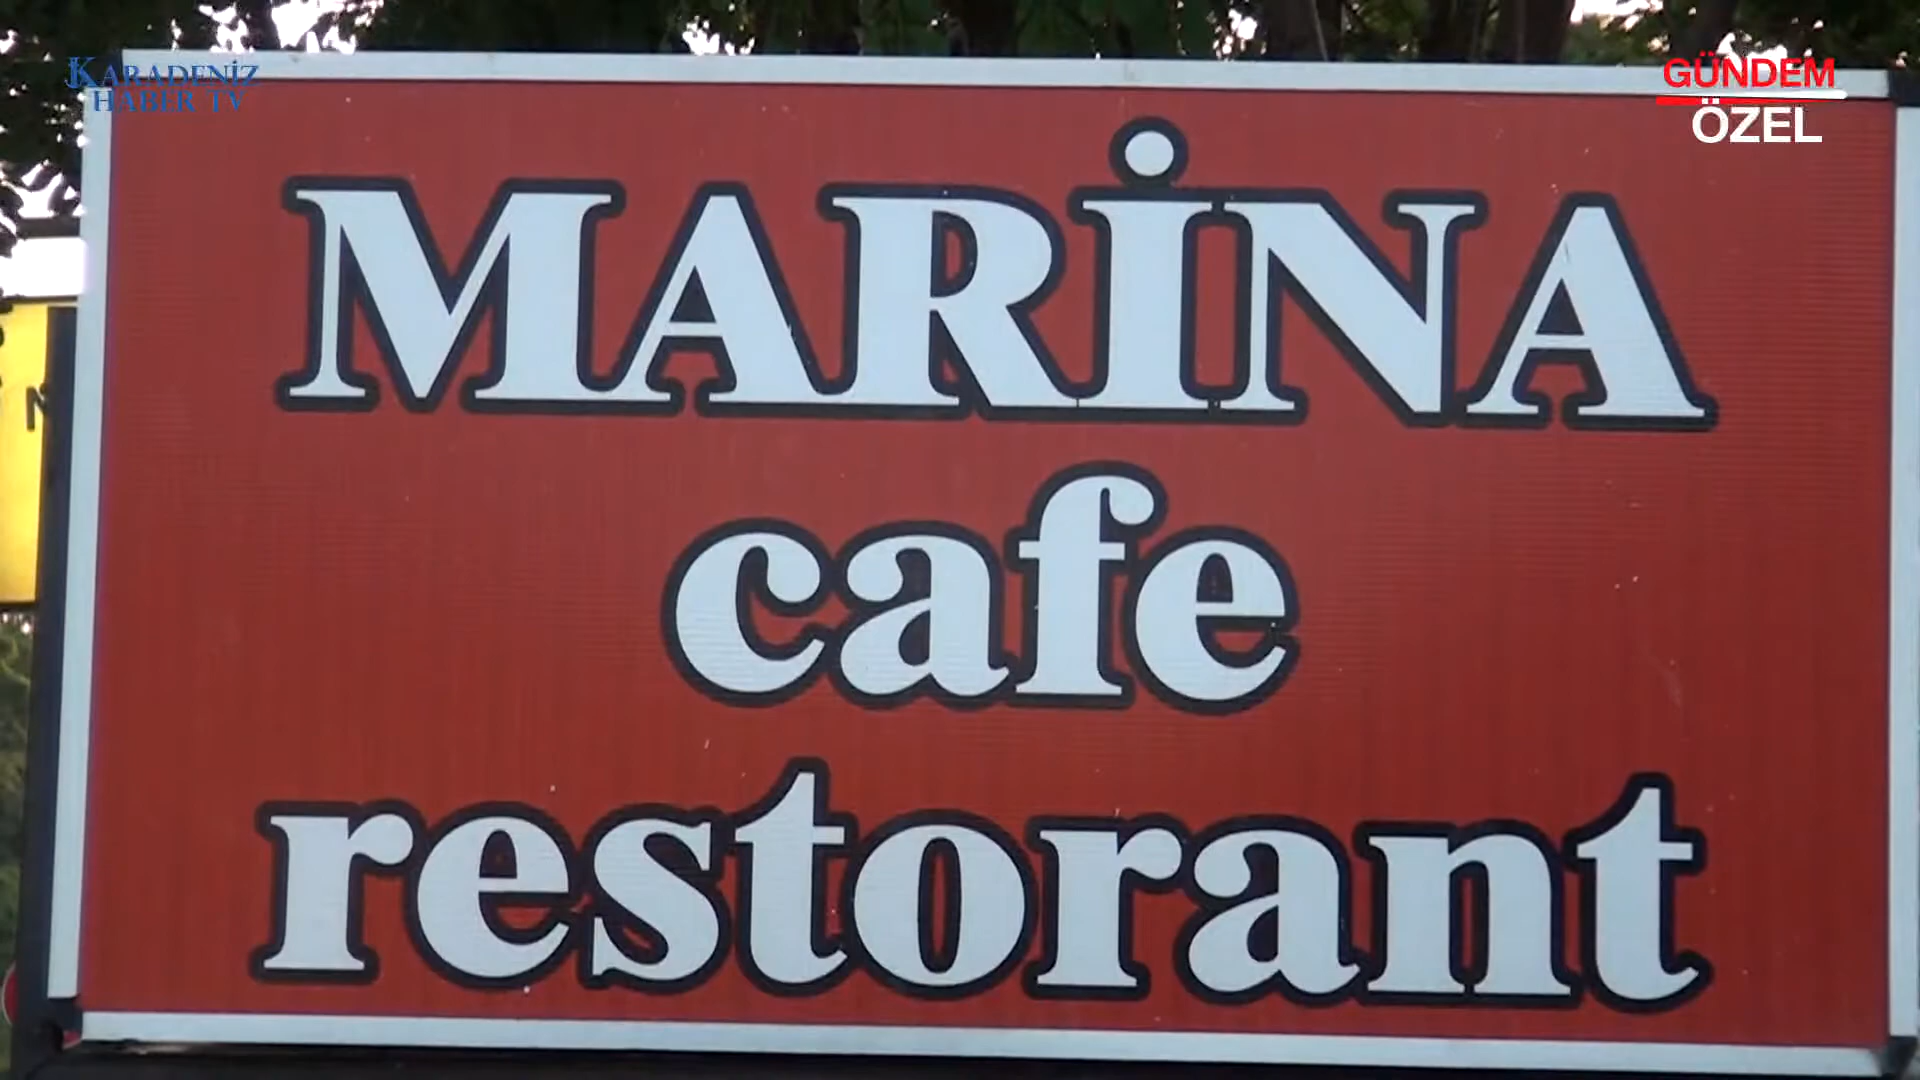 KARADENİZ
HABER TV
GÜNDEM
ÖZEL
MARİNA
cafe
restorant